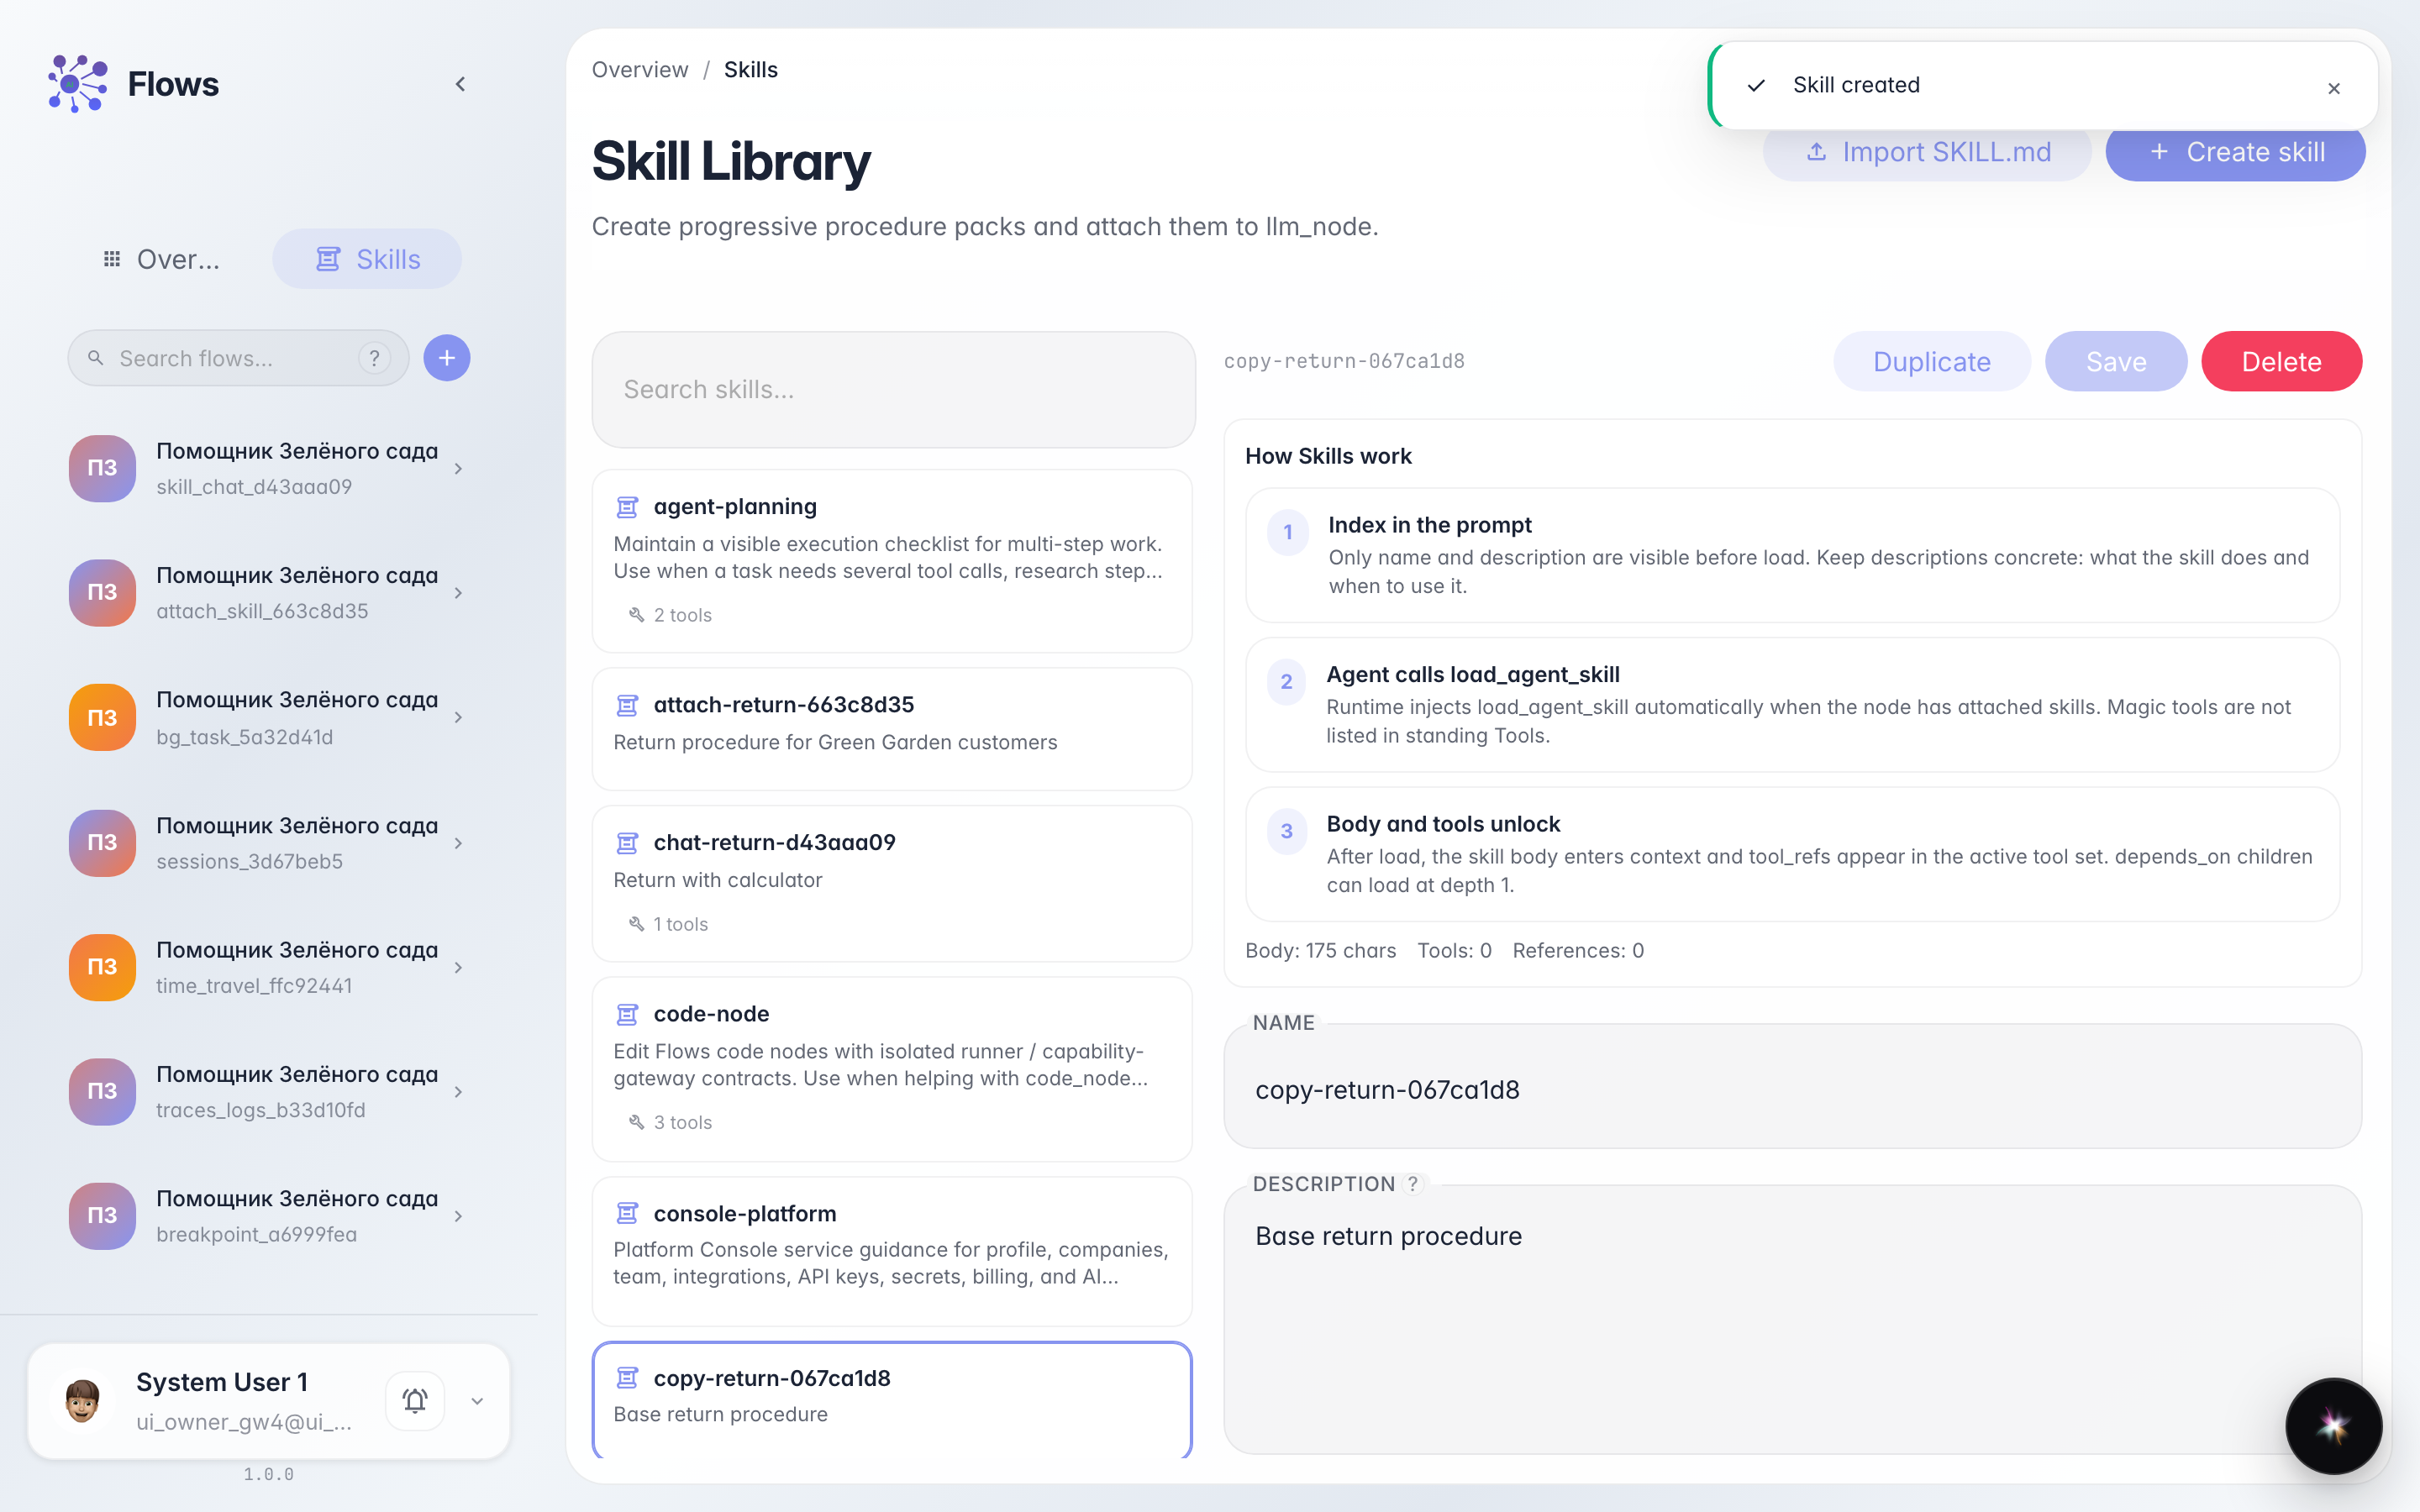 Flows
Over...
Skills
Search flows...
?
ПЗ
Помощник Зелёного сада
skill_chat_d43aaa09
ПЗ
Помощник Зелёного сада
attach_skill_663c8d35
ПЗ
Помощник Зелёного сада
bg_task_5a32d41d
ПЗ
Помощник Зелёного сада
sessions_3d67beb5
ПЗ
Помощник Зелёного сада
time_travel_ffc92441
ПЗ
Помощник Зелёного сада
traces_logs_b33d10fd
ПЗ
Помощник Зелёного сада
breakpoint_a6999fea
System User 1
ui_owner_gw4@ui_...
1.0.0
Overview / Skills
Skill created
Skill Library
Import SKILL.md
+ Create skill
Create progressive procedure packs and attach them to llm_node.
Search skills...
agent-planning
Maintain a visible execution checklist for multi-step work.
Use when a task needs several tool calls, research step...
2 tools
attach-return-663c8d35
Return procedure for Green Garden customers
chat-return-d43aaa09
Return with calculator
1 tools
code-node
Edit Flows code nodes with isolated runner / capability-
gateway contracts. Use when helping with code_node...
3 tools
console-platform
Platform Console service guidance for profile, companies,
team, integrations, API keys, secrets, billing, and AI...
copy-return-067ca1d8
Base return procedure
copy-return-067ca1d8
Duplicate
Save
Delete
How Skills work
1
Index in the prompt
Only name and description are visible before load. Keep descriptions concrete: what the skill does and
when to use it.
2
Agent calls load_agent_skill
Runtime injects load_agent_skill automatically when the node has attached skills. Magic tools are not
listed in standing Tools.
3
Body and tools unlock
After load, the skill body enters context and tool_refs appear in the active tool set. depends_on children
can load at depth 1.
Body: 175 chars Tools: 0 References: 0
NAME
copy-return-067ca1d8
DESCRIPTION ?
Base return procedure